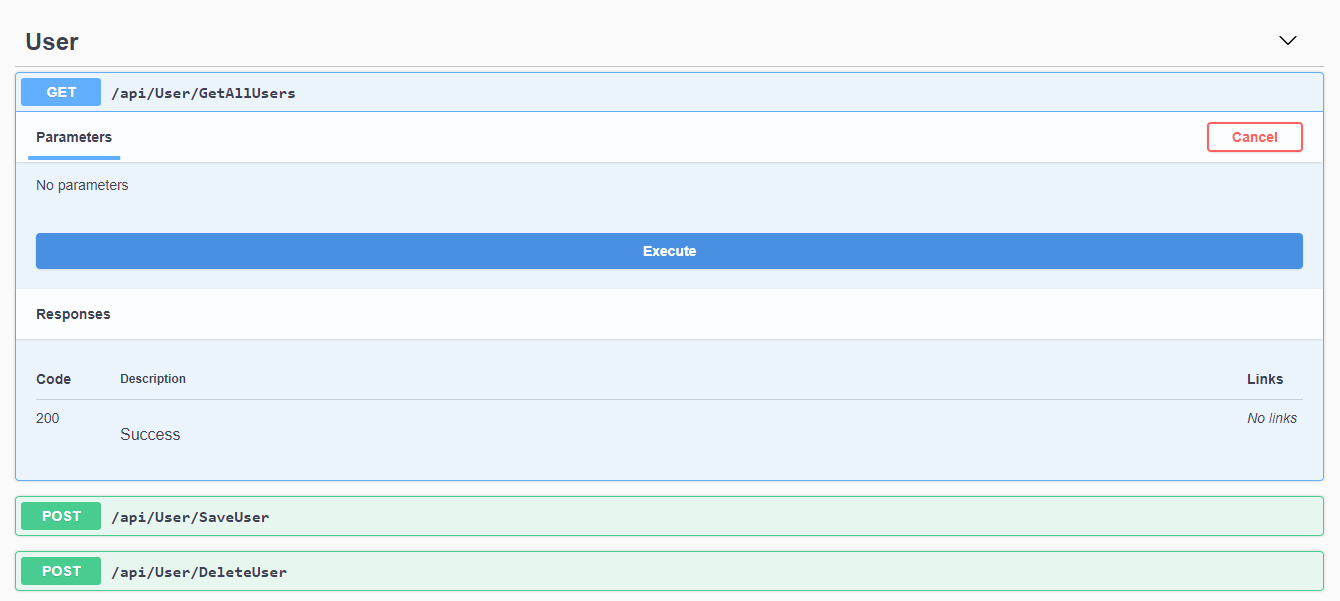 User
GET /api/User/GetAllUsers
Parameters Cancel
No parameters
Execute
Responses
Code Description Links
200 No links
Success
POST /api/User/SaveUser
POST /api/User/DeleteUser